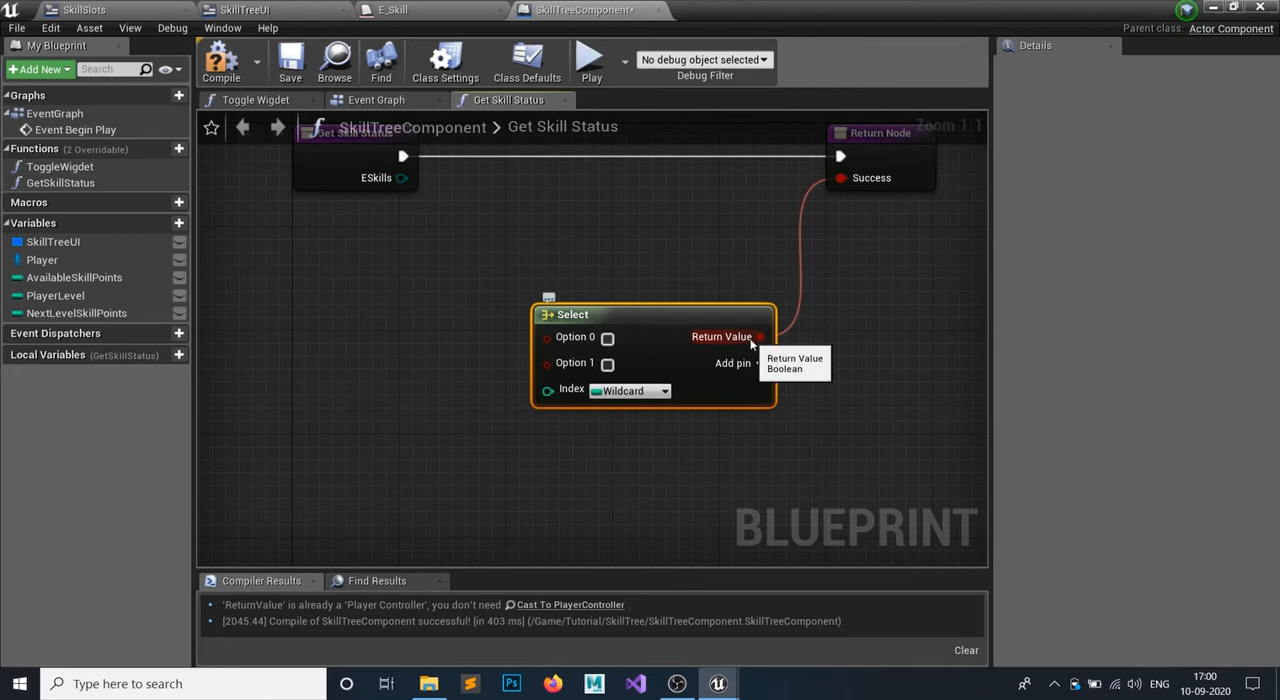 SkillSlots
SkillTreeUI
E_Skill
SkillTreeComponent*
File Edit Asset View Debug Window Help
Parent class: Actor Component
My Blueprint
+Add New
Search
Compile
Save
Browse
Find
Class Settings
Class Defaults
Play
No debug object selected
Debug Filter
Details
Toggle Wigdet
Event Graph
Get Skill Status
Graphs
EventGraph
Event Begin Play
Functions (2 Overridable)
ToggleWigdet
GetSkillStatus
Macros
Variables
SkillTreeUI
Player
AvailableSkillPoints
PlayerLevel
NextLevelSkillPoints
Event Dispatchers
Local Variables (GetSkillStatus)
SkillTreeComponent > Get Skill Status
Zoom 1:1
Get Skill Status
ESkills
Return Node
Success
Select
Option 0
Return Value
Option 1
Add pin
Index Wildcard
Return Value
Boolean
BLUEPRINT
Compiler Results
Find Results
'ReturnValue' is already a 'Player Controller', you don't need Cast To PlayerController .
[2045.44] Compile of SkillTreeComponent successful! [in 403 ms] (/Game/Tutorial/SkillTree/SkillTreeComponent.SkillTreeComponent)
Clear
Type here to search
Ps
M
ENG
17:00
10-09-2020